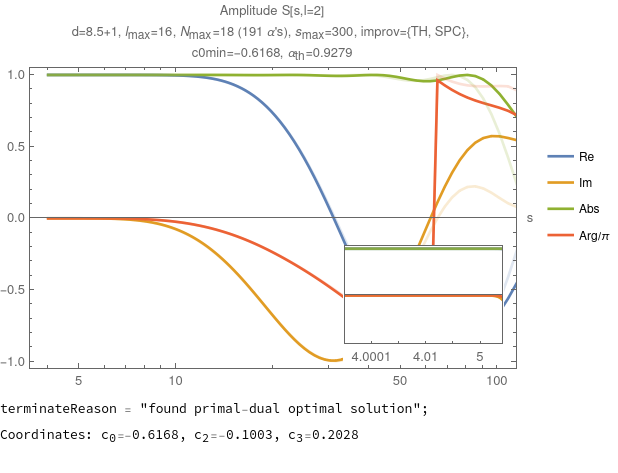 Amplitude S[s,l=2]
d=8.5+1, lmax=16, Nmax=18 (191 α's), smax=300, improv={TH, SPC},
c0min=-0.6168, αth=0.9279
1.0
0.5
0.0
-0.5
-1.0
s
Re
Im
Abs
Arg/π
4.0001 4.01 5
5 10 50 100
terminateReason = "found primal-dual optimal solution";
Coordinates: c0=-0.6168, c2=-0.1003, c3=0.2028